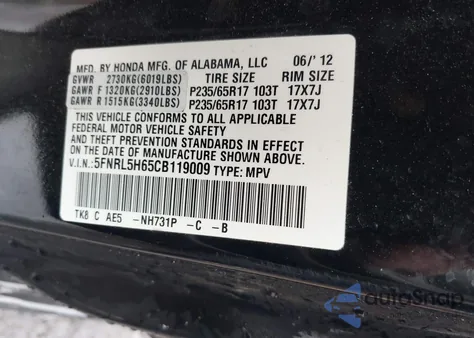 MFD. BY HONDA MFG. OF ALABAMA, LLC 06/'12
GVWR 2730KG(6019LBS) TIRE SIZE RIM SIZE
GAWR F 1320KG(2910LBS) P235/65R17 103T 17X7J
GAWR R 1515KG(3340LBS) P235/65R17 103T 17X7J
THIS VEHICLE CONFORMS TO ALL APPLICABLE
FEDERAL MOTOR VEHICLE SAFETY
AND THEFT PREVENTION STANDARDS IN EFFECT
ON THE DATE OF MANUFACTURE SHOWN ABOVE.
V.I.N.: 5FNRL5H65CB119009 TYPE: MPV
TK8 C AE5 -NH731P -C -B
autoSnap